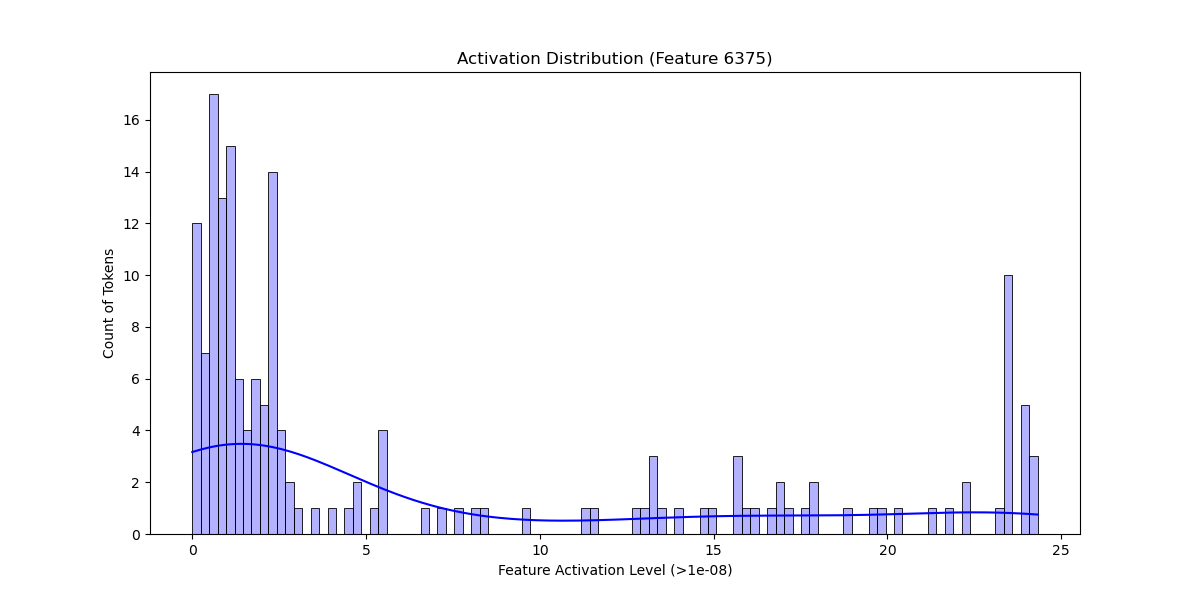 Activation Distribution (Feature 6375)
Count of Tokens
16
14
12
10
8
6
4
2
0
0 5 10 15 20 25
Feature Activation Level (>1e-08)